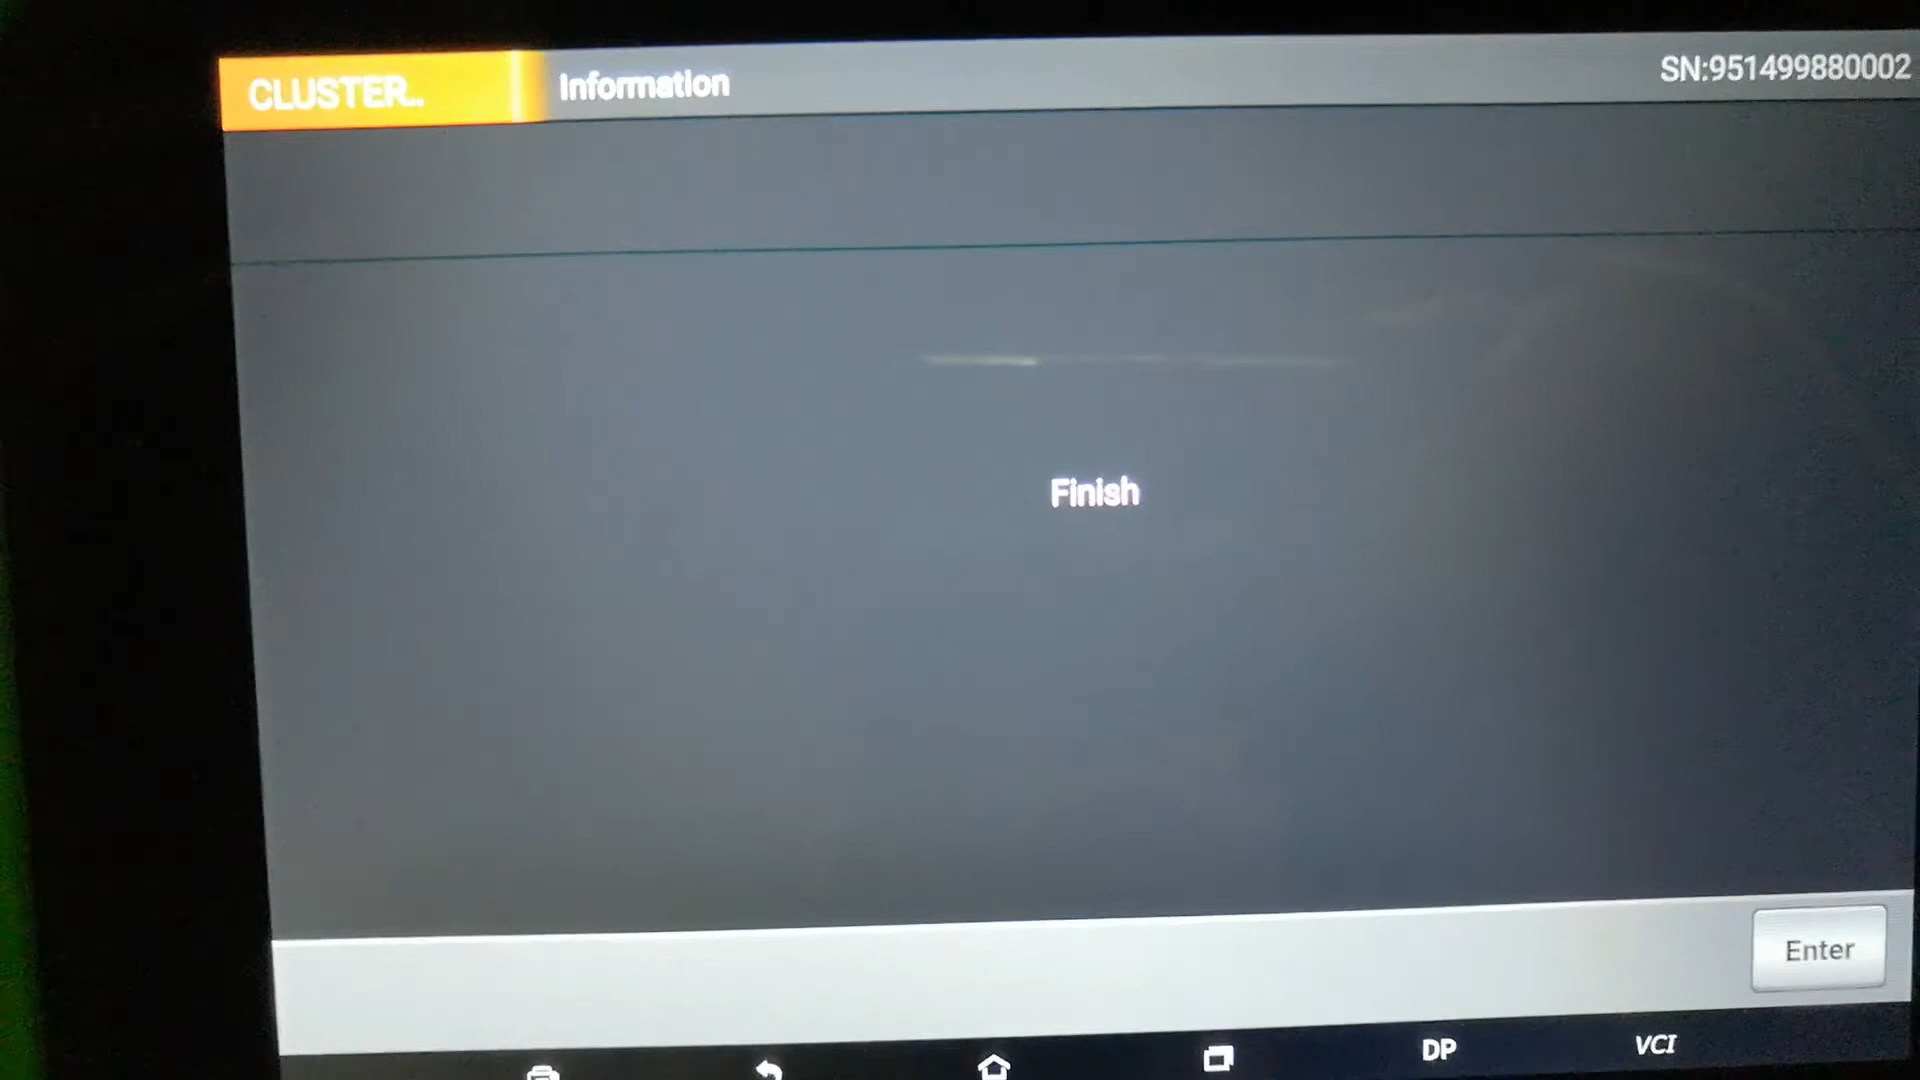 CLUSTER..
Information
SN:951499880002
Finish
Enter
DP
VCI